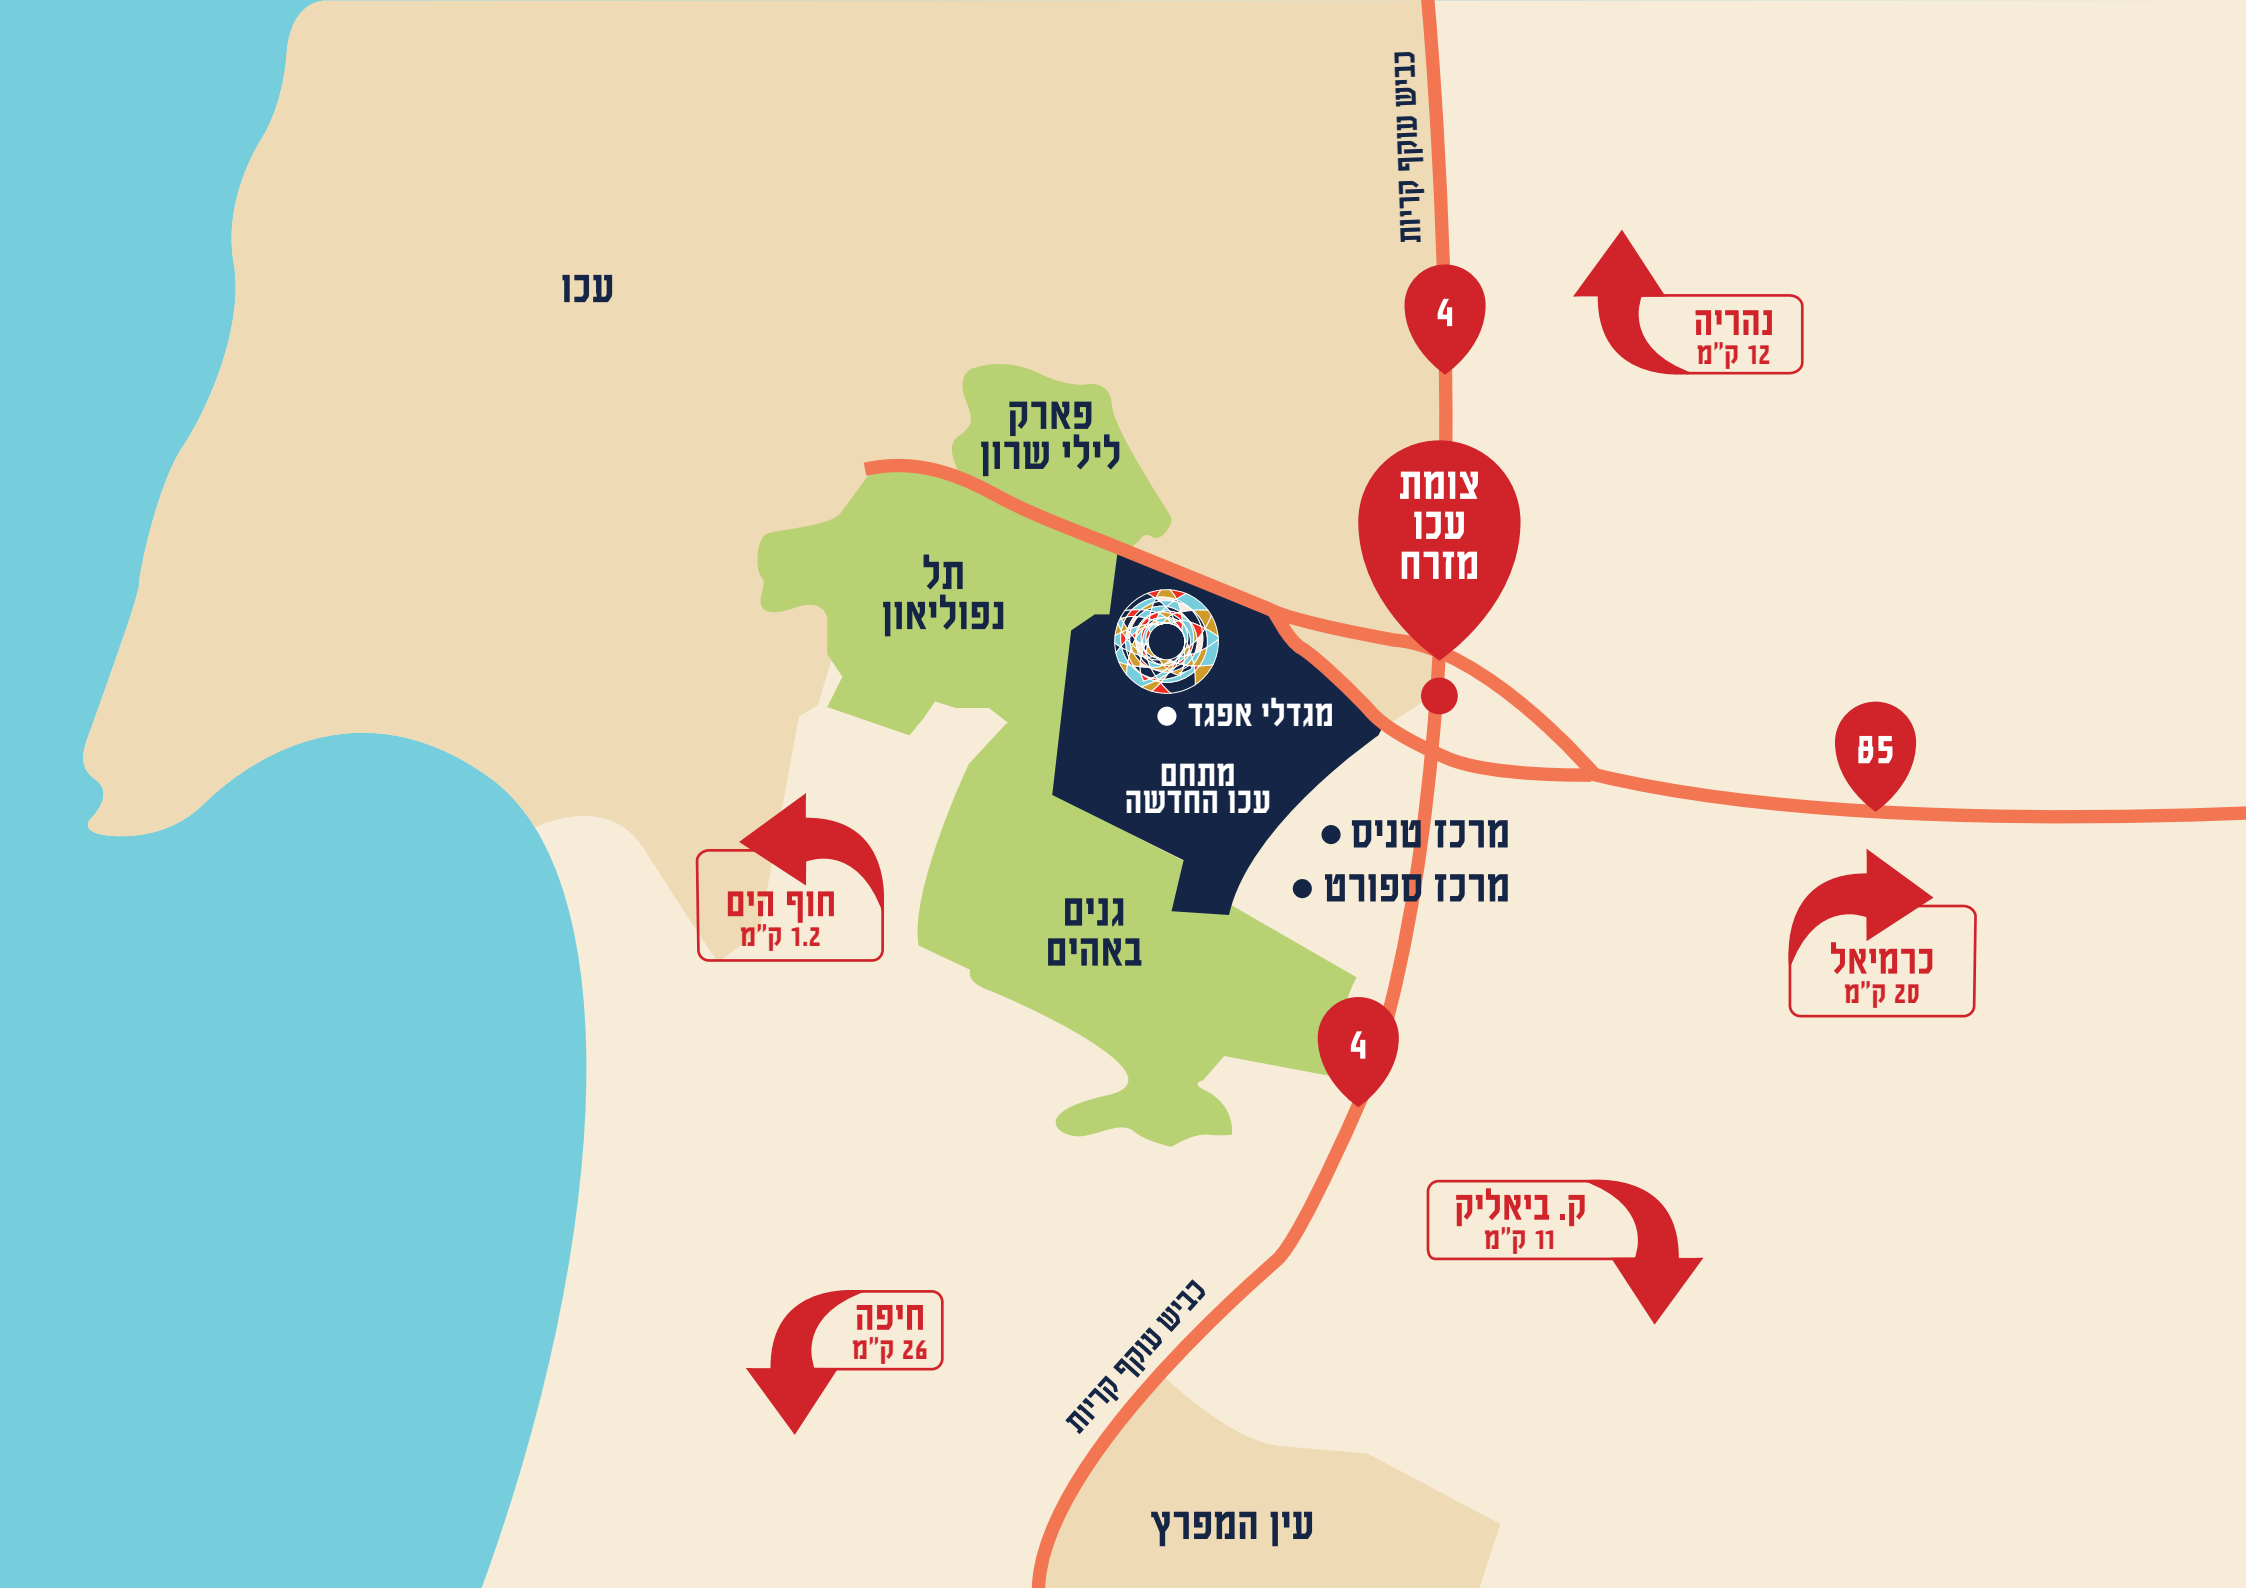 כביש עוקף קריות
4
נהריה
12 ק"מ
עכו
פארק
לילי שרון
צומת
עכו
מזרח
תל
נפוליאון
מגדלי אפגד
85
מתחם
עכו החדשה
מרכז טניס
מרכז ספורט
חוף הים
1.2 ק"מ
גנים
באהים
כרמיאל
20 ק"מ
4
ק. ביאליק
11 ק"מ
חיפה
26 ק"מ
כביש עוקף קריות
עין המפרץ